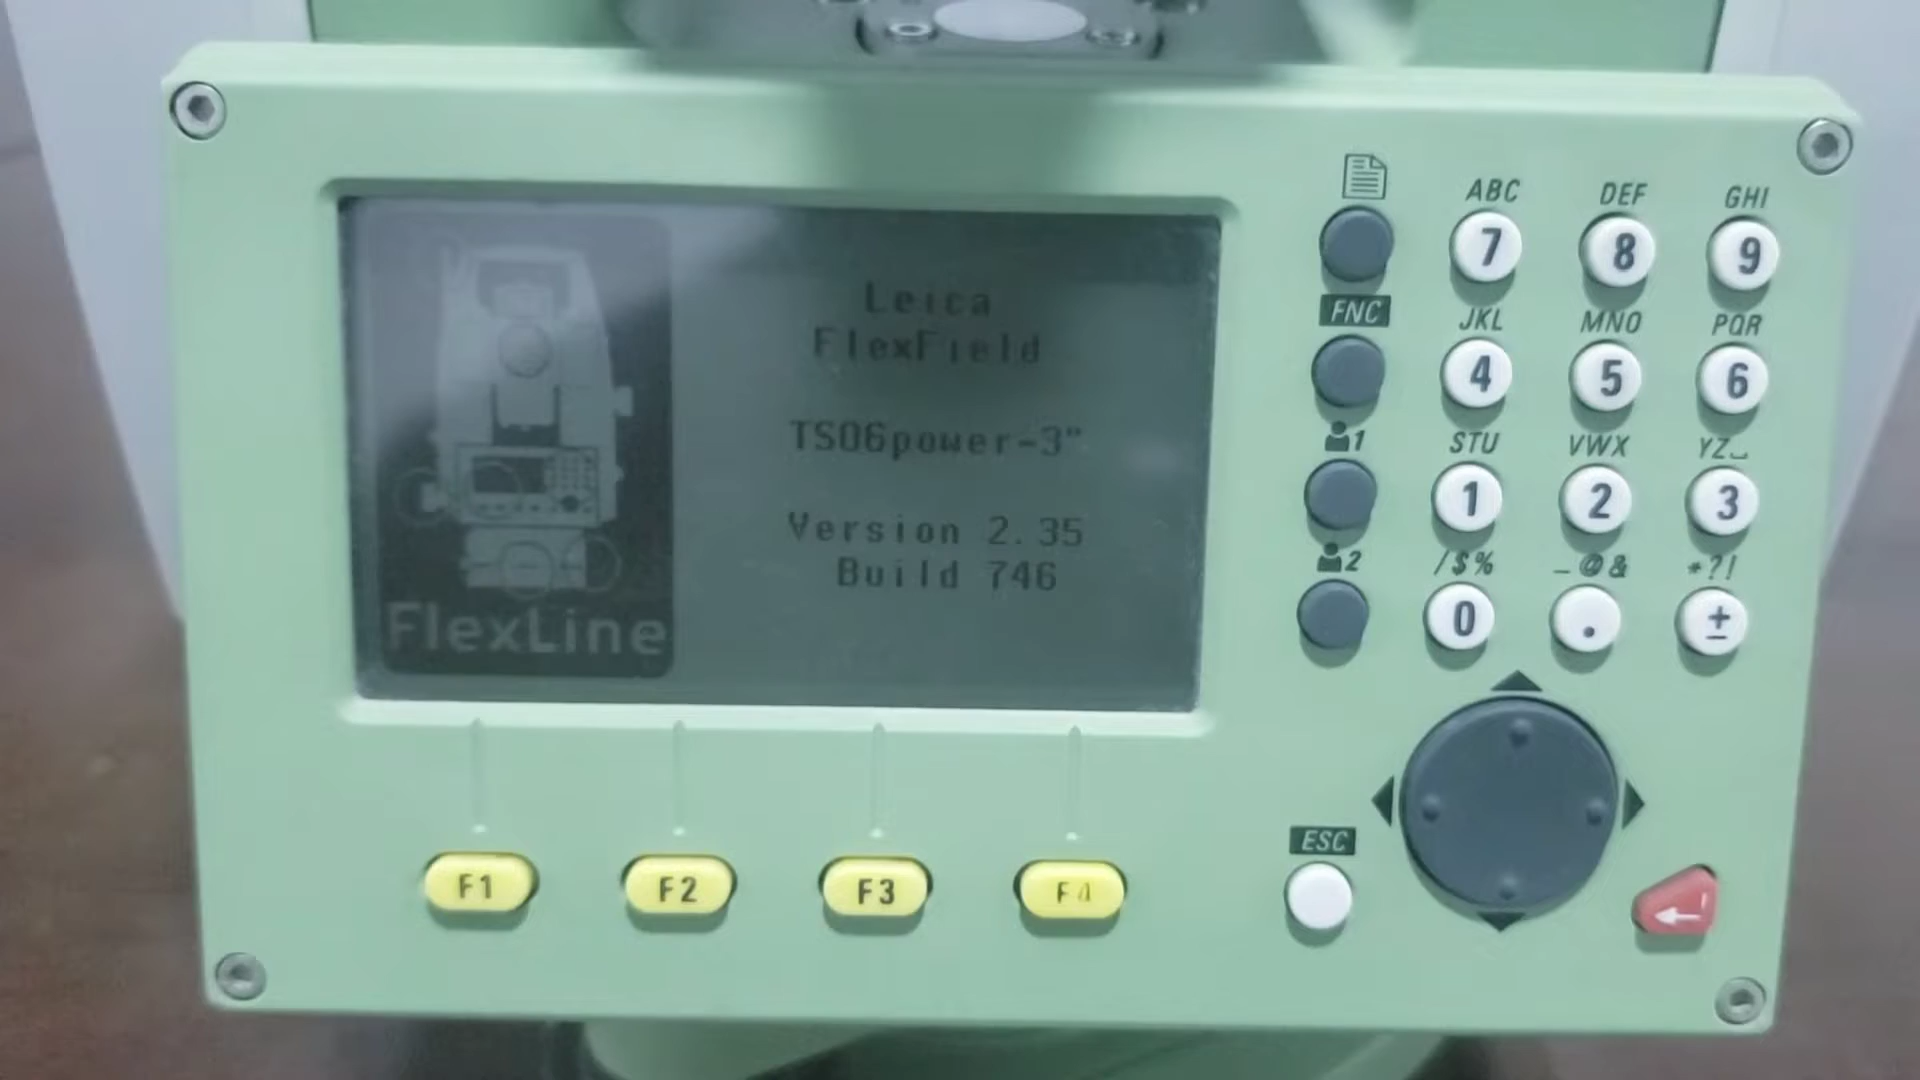 Leica
FlexField
TS06power-3"
Version 2.35
Build 746
FlexLine
FNC
1
2
ABC DEF GHI
7 8 9
JKL MNO PQR
4 5 6
STU VWX YZ⎵
1 2 3
/$% _@& *?!
0 . ±
ESC
F1 F2 F3 F4